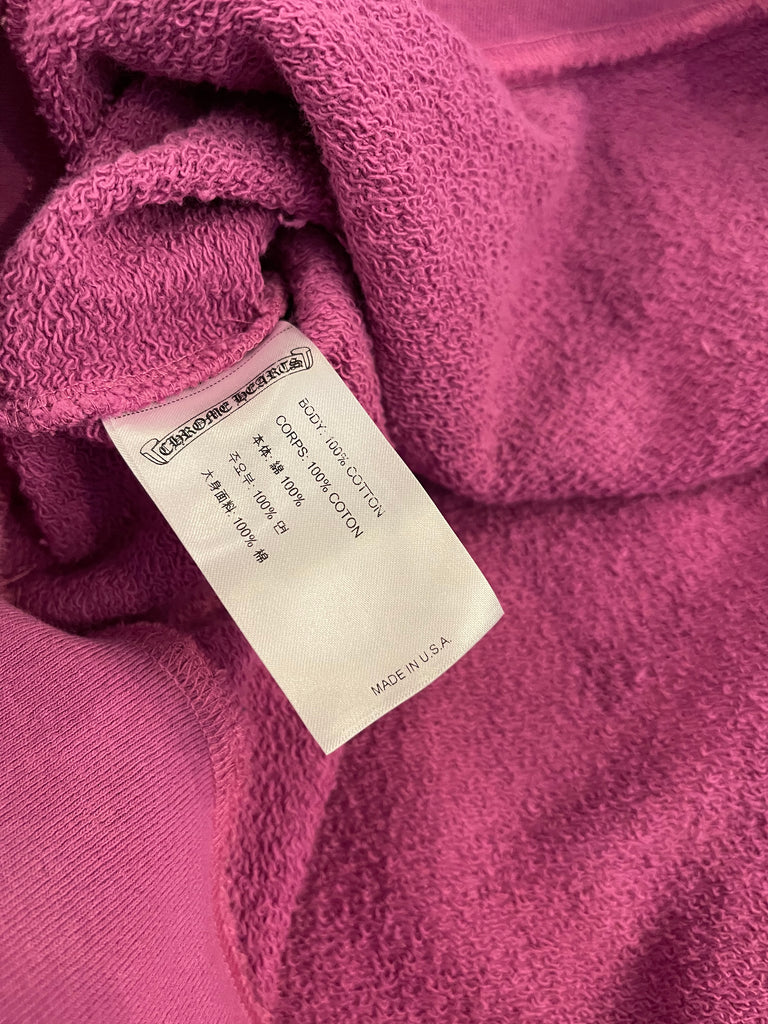 CHROME HEARTS
BODY: 100% COTTON
CORPS: 100% COTON
本体: 綿 100%
주요부: 100% 면
大身面料: 100% 棉
MADE IN U.S.A.